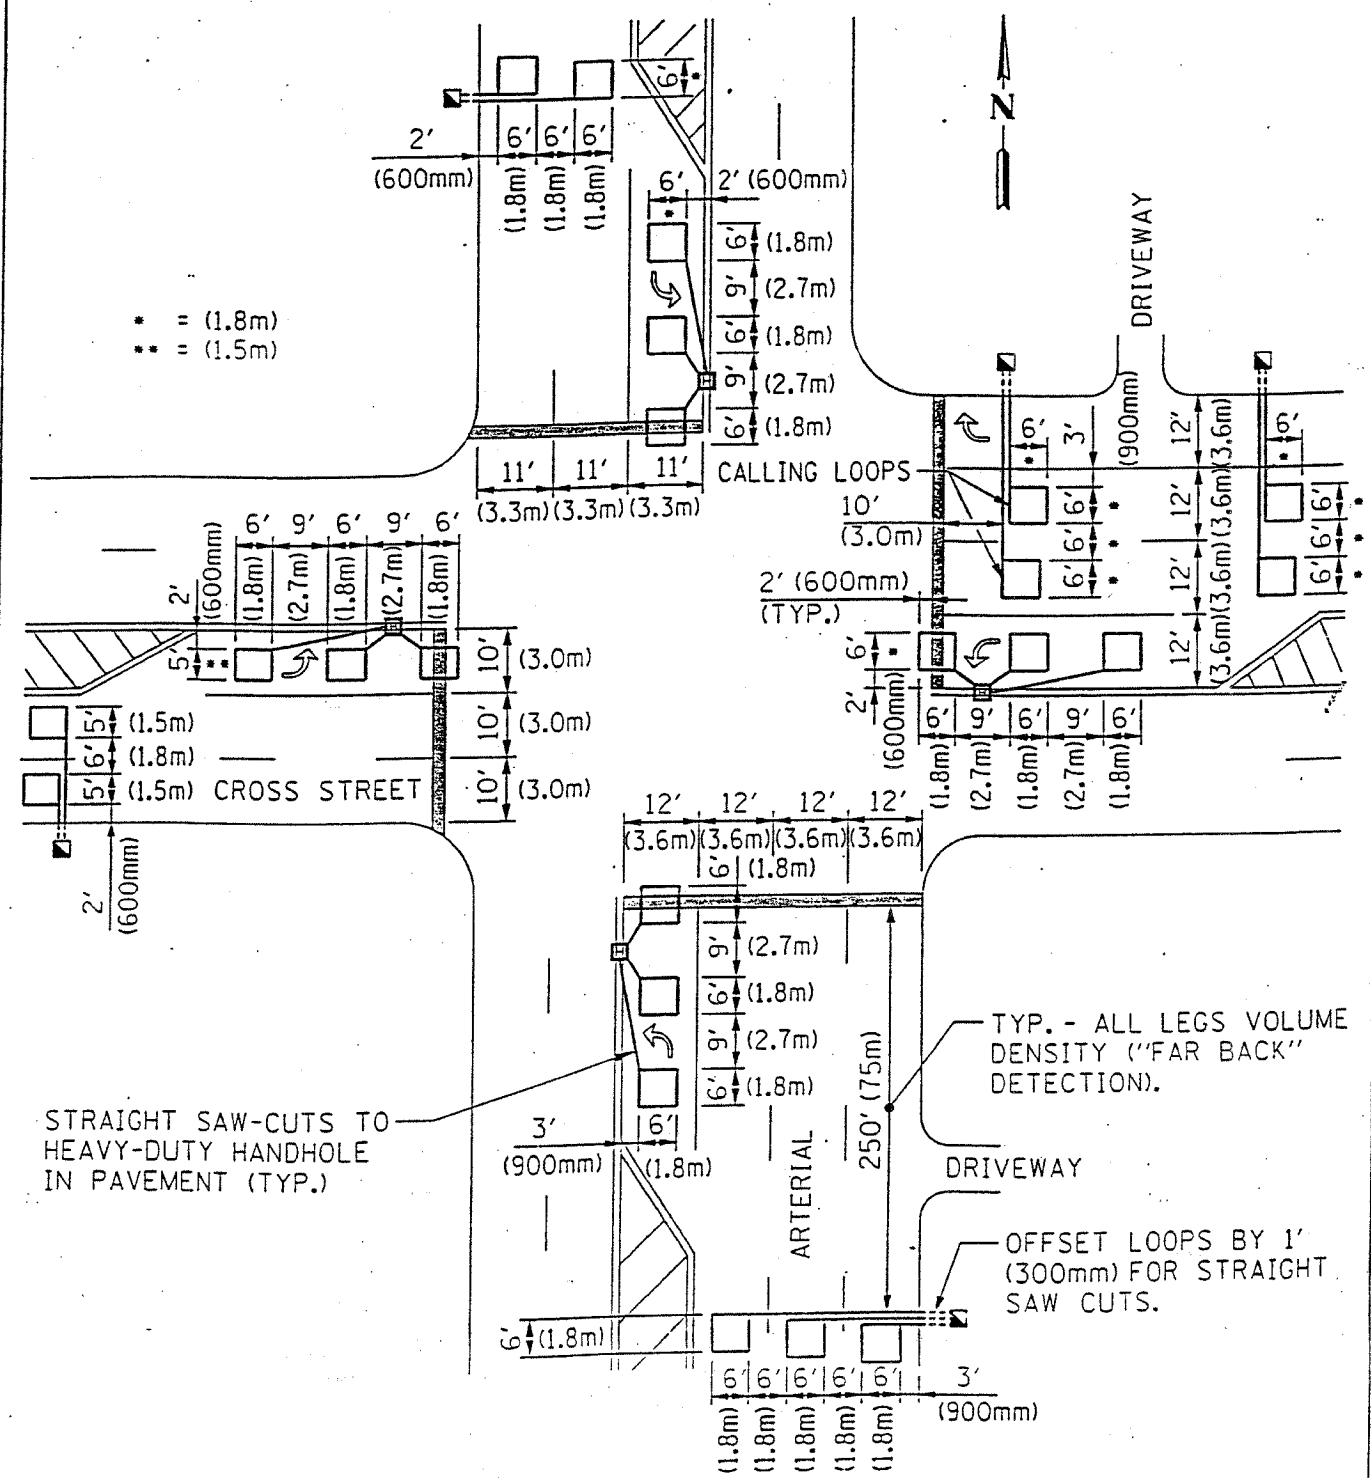 6' *
N
2'
(600mm)
6' 6' 6'
(1.8m) (1.8m) (1.8m)
6' *
2' (600mm)
6' (1.8m)
9' (2.7m)
6' (1.8m)
9' (2.7m)
6' (1.8m)
* = (1.8m)
** = (1.5m)
DRIVEWAY
11' 11' 11'
(3.3m) (3.3m) (3.3m)
CALLING LOOPS
6' *
3'
(900mm)
12' (3.6m)
12' (3.6m)
12' (3.6m)
12' (3.6m)
6' *
6' *
6' *
6' *
6' *
6' *
6' *
10'
(3.0m)
2' (600mm)
(TYP.)
6' *
2'
(600mm)
6' 9' 6' 9' 6'
(1.8m) (2.7m) (1.8m) (2.7m) (1.8m)
2'
(600mm)
6' 9' 6' 9' 6'
(1.8m) (2.7m) (1.8m) (2.7m) (1.8m)
H
H
H
H
5' **
10' (3.0m)
10' (3.0m)
10' (3.0m)
5' (1.5m)
6' (1.8m)
5' (1.5m)
CROSS STREET
2'
(600mm)
12' 12' 12' 12'
(3.6m) (3.6m) (3.6m) (3.6m)
6' (1.8m)
9' (2.7m)
6' (1.8m)
9' (2.7m)
6' (1.8m)
3'
(900mm)
6'
(1.8m)
250' (75m)
ARTERIAL
TYP. - ALL LEGS VOLUME
DENSITY ("FAR BACK"
DETECTION).
STRAIGHT SAW-CUTS TO
HEAVY-DUTY HANDHOLE
IN PAVEMENT (TYP.)
DRIVEWAY
OFFSET LOOPS BY 1'
(300mm) FOR STRAIGHT
SAW CUTS.
6' (1.8m)
6' 6' 6' 6' 6'
(1.8m) (1.8m) (1.8m) (1.8m) (1.8m)
3'
(900mm)